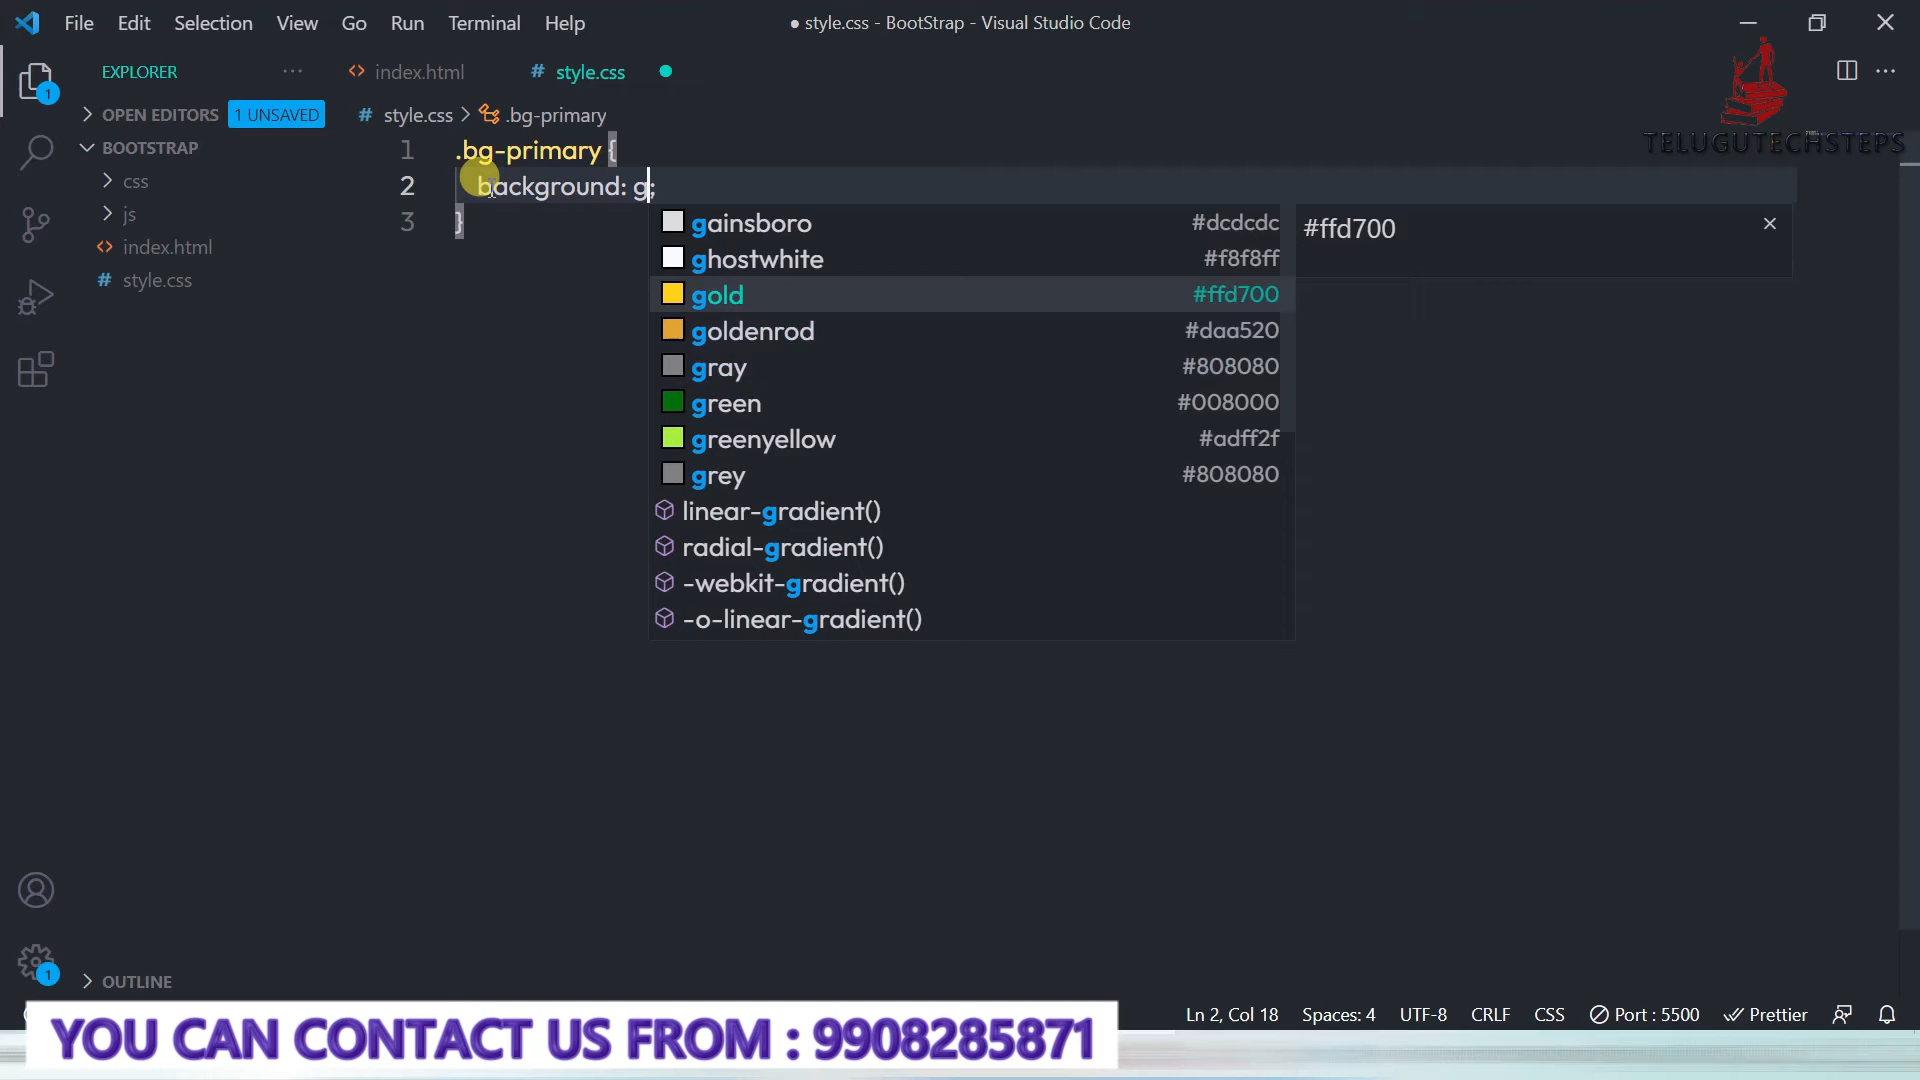 File Edit Selection View Go Run Terminal Help
● style.css - BootStrap - Visual Studio Code
EXPLORER ···
index.html
# style.css
OPEN EDITORS 1 UNSAVED
# style.css > .bg-primary
BOOTSTRAP
css
js
index.html
# style.css
1 .bg-primary {
2 background: g;
3 }
gainsboro #dcdcdc
ghostwhite #f8f8ff
gold #ffd700
goldenrod #daa520
gray #808080
green #008000
greenyellow #adff2f
grey #808080
linear-gradient()
radial-gradient()
-webkit-gradient()
-o-linear-gradient()
#ffd700
TELUGUTECHSTEPS
1
1
OUTLINE
Ln 2, Col 18 Spaces: 4 UTF-8 CRLF CSS Port : 5500 Prettier
YOU CAN CONTACT US FROM : 9908285871